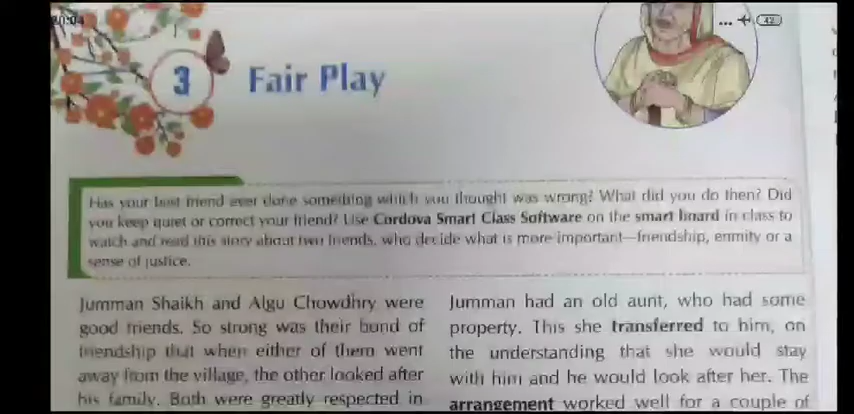 20:04
... 42
3 Fair Play
Has your best friend ever done something which you thought was wrong? What did you do then? Did
you keep quiet or correct your friend? Use Cordova Smart Class Software on the smart board in class to
watch and read this story about two friends, who decide what is more important—friendship, enmity or a
sense of justice.
Jumman Shaikh and Algu Chowdhry were
good friends. So strong was their bond of
friendship that when either of them went
away from the village, the other looked after
his family. Both were greatly respected in
Jumman had an old aunt, who had some
property. This she transferred to him, on
the understanding that she would stay
with him and he would look after her. The
arrangement worked well for a couple of